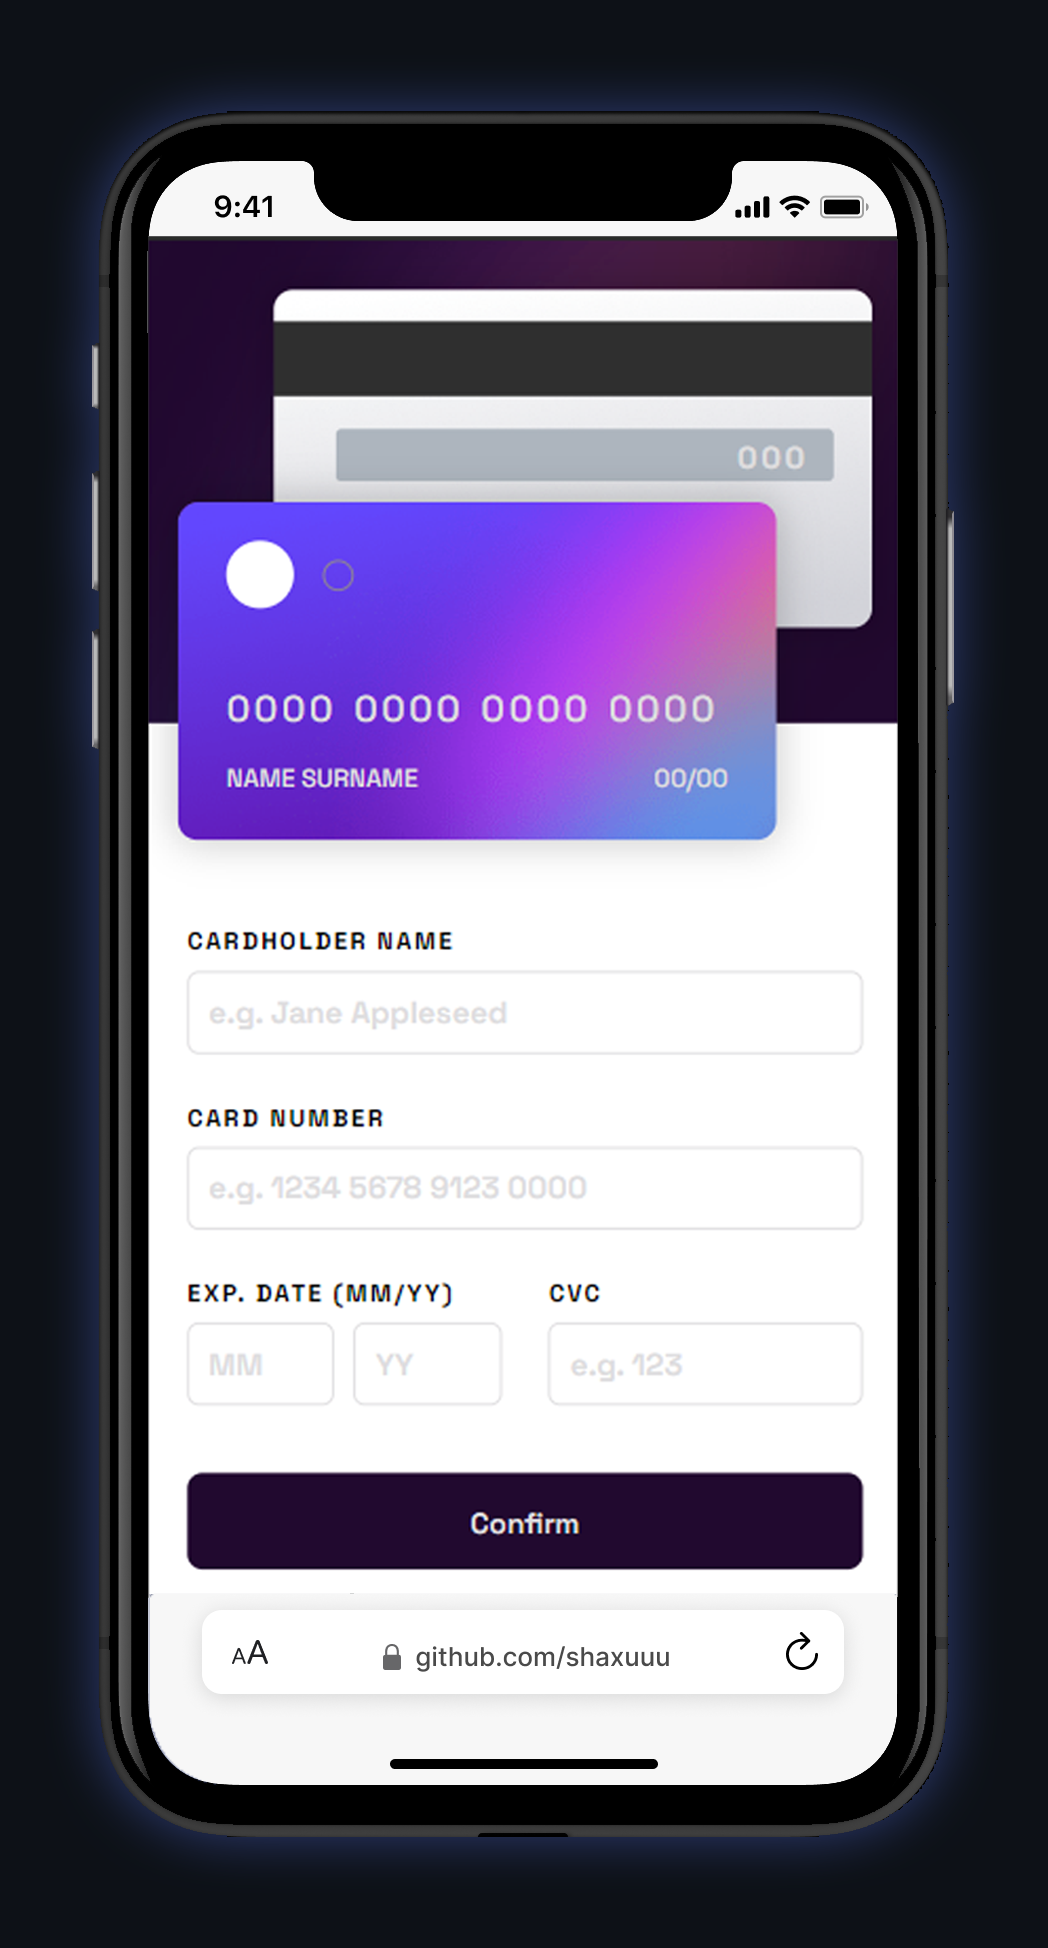 9:41
000
0000 0000 0000 0000
NAME SURNAME 00/00
CARDHOLDER NAME
e.g. Jane Appleseed
CARD NUMBER
e.g. 1234 5678 9123 0000
EXP. DATE (MM/YY) CVC
MM YY e.g. 123
Confirm
AA github.com/shaxuuu